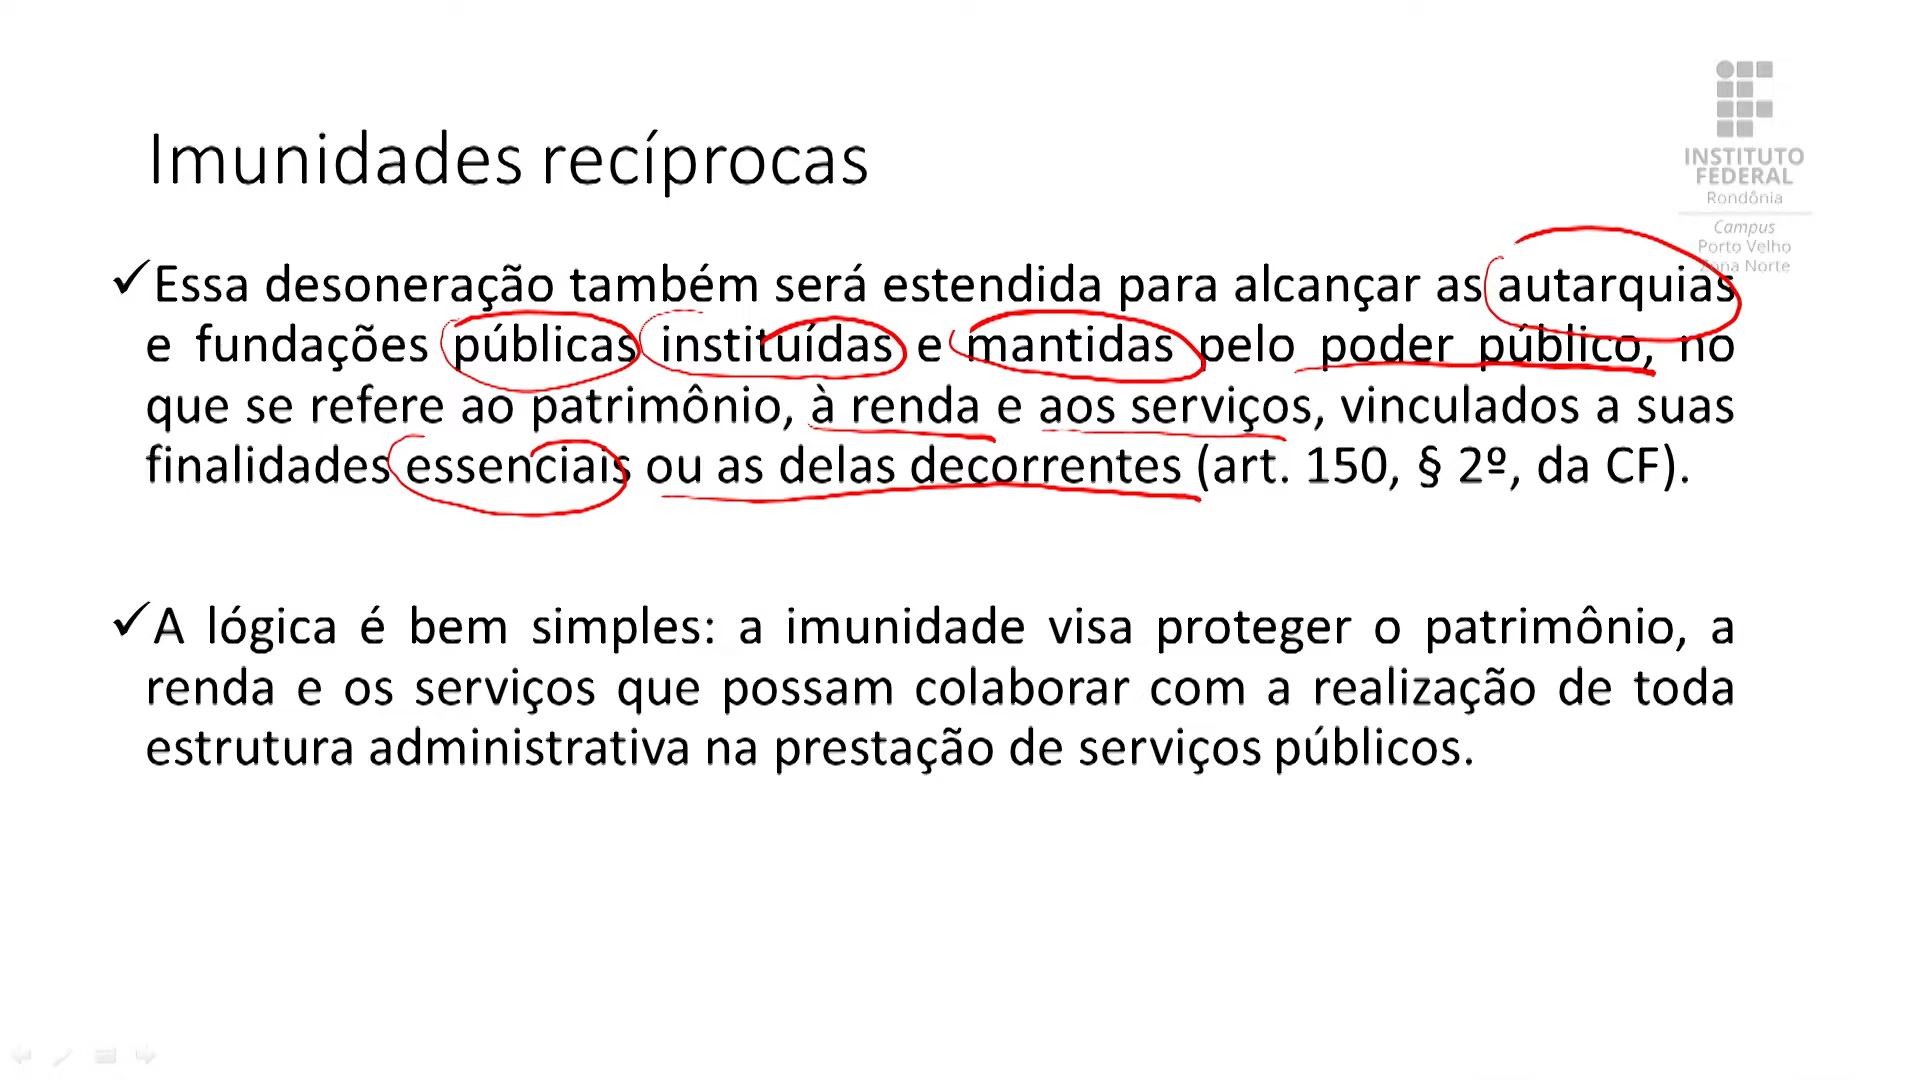 INSTITUTO
FEDERAL
Rondônia
Campus
Porto Velho
Zona Norte
Imunidades recíprocas
✓Essa desoneração também será estendida para alcançar as autarquias
e fundações públicas instituídas e mantidas pelo poder público, no
que se refere ao patrimônio, à renda e aos serviços, vinculados a suas
finalidades essenciais ou as delas decorrentes (art. 150, § 2º, da CF).
✓A lógica é bem simples: a imunidade visa proteger o patrimônio, a
renda e os serviços que possam colaborar com a realização de toda
estrutura administrativa na prestação de serviços públicos.